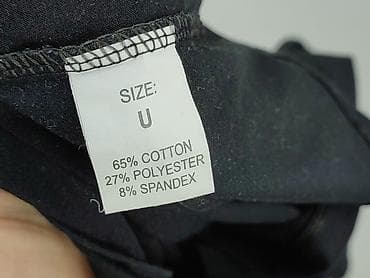 SIZE:
U
65% COTTON
27% POLYESTER
8% SPANDEX